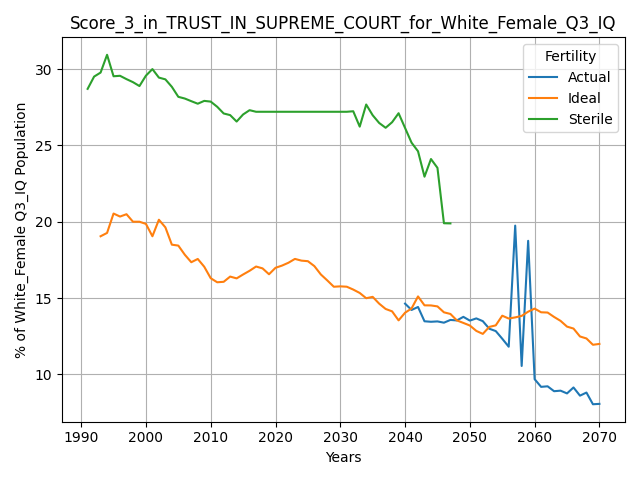 Score_3_in_TRUST_IN_SUPREME_COURT_for_White_Female_Q3_IQ
Fertility
Actual
Ideal
Sterile
% of White_Female Q3_IQ Population
30
25
20
15
10
1990 2000 2010 2020 2030 2040 2050 2060 2070
Years